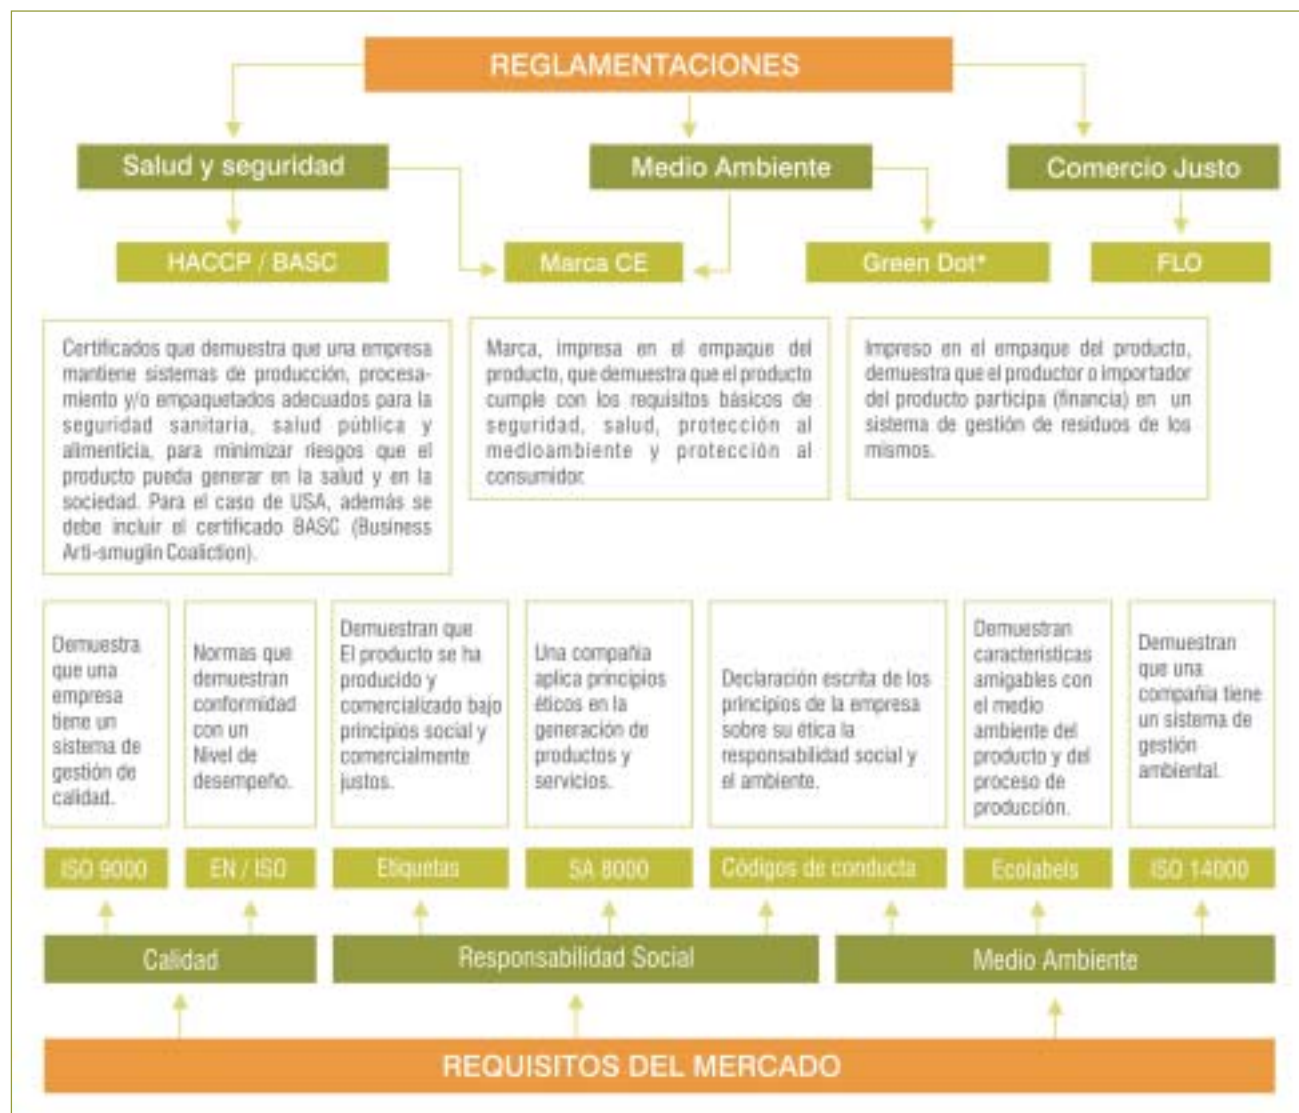 REGLAMENTACIONES
Salud y seguridad
Medio Ambiente
Comercio Justo
HACCP / BASC
Marca CE
Green Dot*
FLO
Certificados que demuestra que una empresa
mantiene sistemas de producción, procesa-
miento y/o empaquetados adecuados para la
seguridad sanitaria, salud pública y
alimenticia, para minimizar riesgos que el
producto pueda generar en la salud y en la
sociedad. Para el caso de USA, además se
debe incluir el certificado BASC (Business
Arti-smuglin Coaliction).
Marca, impresa en el empaque del
producto, que demuestra que el producto
cumple con los requisitos básicos de
seguridad, salud, protección al
medioambiente y protección al
consumidor.
Impreso en el empaque del producto,
demuestra que el productor o importador
del producto participa (financia) en un
sistema de gestión de residuos de los
mismos.
Demuestra
que una
empresa
tiene un
sistema de
gestión de
calidad.
Normas que
demuestran
conformidad
con un
Nivel de
desempeño.
Demuestran que
El producto se ha
producido y
comercializado bajo
principios social y
comercialmente
justos.
Una compañía
aplica principios
éticos en la
generación de
productos y
servicios.
Declaración escrita de los
principios de la empresa
sobre su ética la
responsabilidad social y
el ambiente.
Demuestran
características
amigables con
el medio
ambiente del
producto y del
proceso de
producción.
Demuestran
que una
compañía tiene
un sistema de
gestión
ambiental.
ISO 9000
EN / ISO
Etiquetas
SA 8000
Códigos de conducta
Ecolabels
ISO 14000
Calidad
Responsabilidad Social
Medio Ambiente
REQUISITOS DEL MERCADO